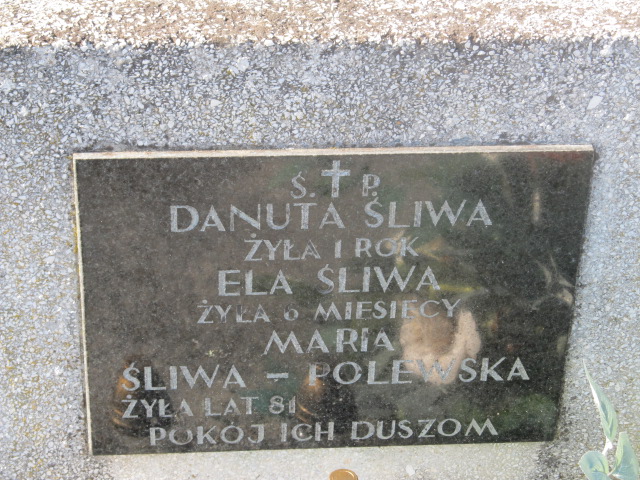 Ś. P.
DANUTA ŚLIWA
ŻYŁA 1 ROK
ELA ŚLIWA
ŻYŁA 6 MIESIĘCY
MARIA
ŚLIWA - POLEWSKA
ŻYŁA LAT 81
POKÓJ ICH DUSZOM